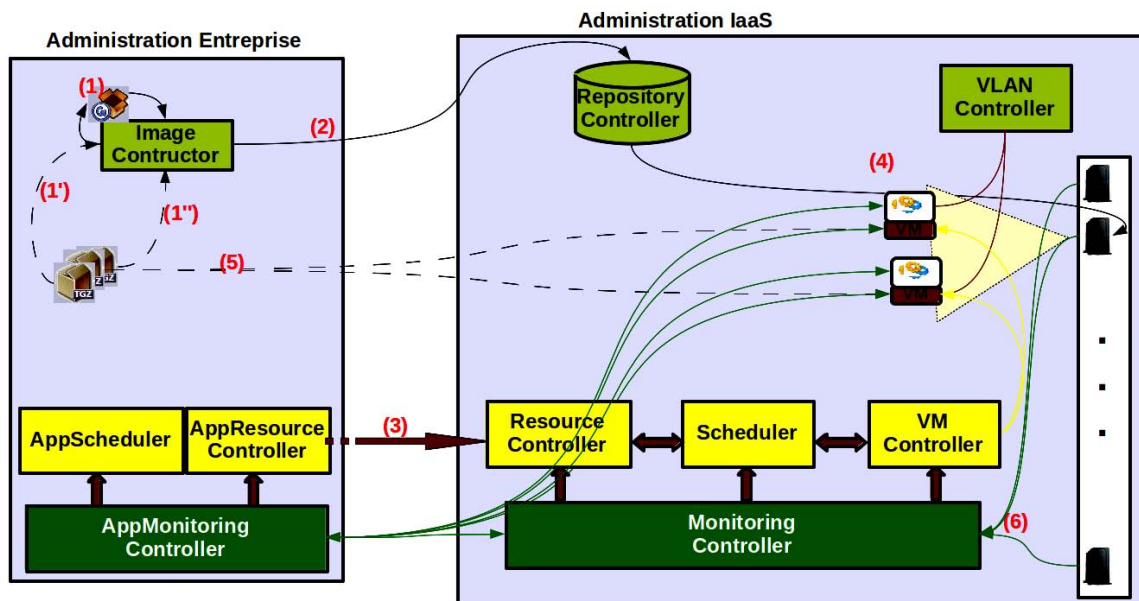 Administration IaaS
Administration Entreprise
(1)
Image
Contructor
(2)
Repository
Controller
VLAN
Controller
(4)
(1')
(1'')
VM
(5)
TGZ
Z
GZ
VM
AppScheduler
AppResource
Controller
(3)
Resource
Controller
Scheduler
VM
Controller
AppMonitoring
Controller
Monitoring
Controller
(6)